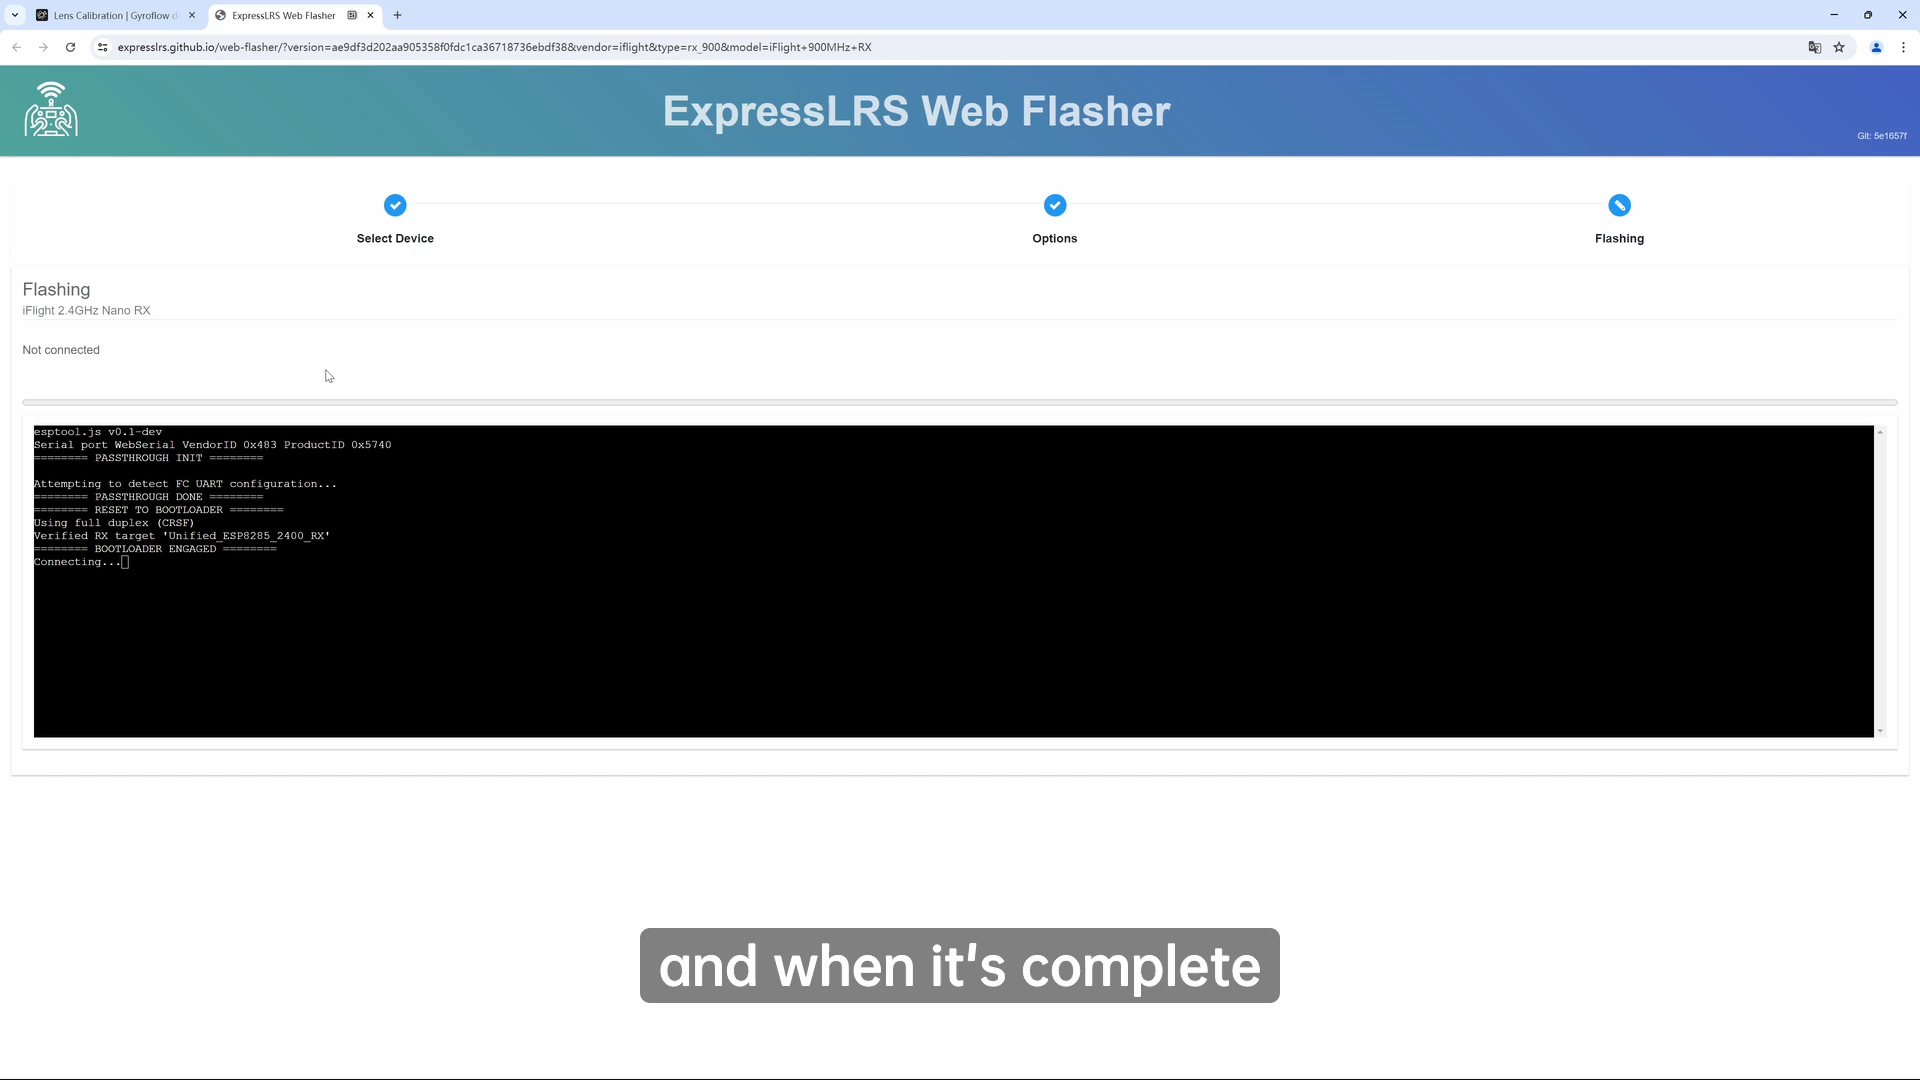 Lens Calibration | Gyroflow d
ExpressLRS Web Flasher
expresslrs.github.io/web-flasher/?version=ae9df3d202aa905358f0fdc1ca36718736ebdf38&vendor=iflight&type=rx_900&model=iFlight+900MHz+RX
ExpressLRS Web Flasher
Git: 5e1657f
Select Device
Options
Flashing
Flashing
iFlight 2.4GHz Nano RX
Not connected
esptool.js v0.1-dev
Serial port WebSerial VendorID 0x483 ProductID 0x5740
======== PASSTHROUGH INIT ========
Attempting to detect FC UART configuration...
======== PASSTHROUGH DONE ========
======== RESET TO BOOTLOADER ========
Using full duplex (CRSF)
Verified RX target 'Unified_ESP8285_2400_RX'
======== BOOTLOADER ENGAGED ========
Connecting...
and when it's complete